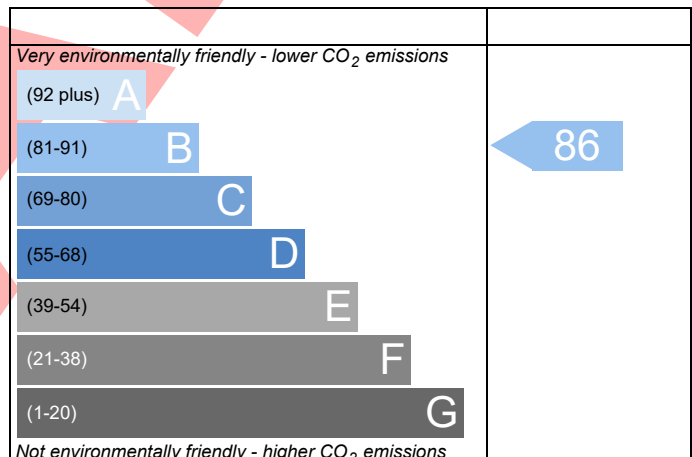 Very environmentally friendly - lower CO2 emissions
(92 plus) A
(81-91) B
86
(69-80) C
(55-68) D
(39-54) E
(21-38) F
(1-20) G
Not environmentally friendly - higher CO2 emissions